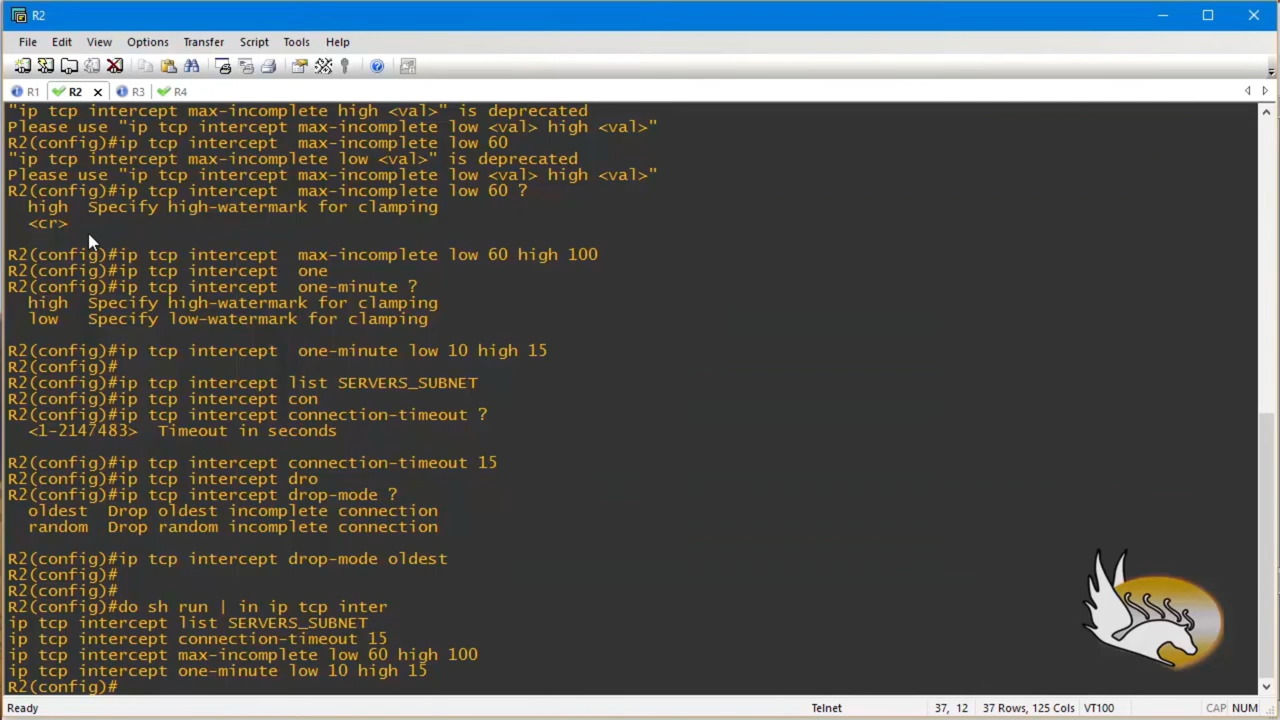 R2
File Edit View Options Transfer Script Tools Help
R1 R2 R3 R4
"ip tcp intercept max-incomplete high <val>" is deprecated
Please use "ip tcp intercept max-incomplete low <val> high <val>"
R2(config)#ip tcp intercept  max-incomplete low 60
"ip tcp intercept max-incomplete low <val>" is deprecated
Please use "ip tcp intercept max-incomplete low <val> high <val>"
R2(config)#ip tcp intercept  max-incomplete low 60 ?
  high  Specify high-watermark for clamping
  <cr>
R2(config)#ip tcp intercept  max-incomplete low 60 high 100
R2(config)#ip tcp intercept  one
R2(config)#ip tcp intercept  one-minute ?
  high  Specify high-watermark for clamping
  low   Specify low-watermark for clamping
R2(config)#ip tcp intercept  one-minute low 10 high 15
R2(config)#
R2(config)#ip tcp intercept list SERVERS_SUBNET
R2(config)#ip tcp intercept con
R2(config)#ip tcp intercept connection-timeout ?
  <1-2147483>  Timeout in seconds
R2(config)#ip tcp intercept connection-timeout 15
R2(config)#ip tcp intercept dro
R2(config)#ip tcp intercept drop-mode ?
  oldest  Drop oldest incomplete connection
  random  Drop random incomplete connection
R2(config)#ip tcp intercept drop-mode oldest
R2(config)#
R2(config)#
R2(config)#do sh run | in ip tcp inter
ip tcp intercept list SERVERS_SUBNET
ip tcp intercept connection-timeout 15
ip tcp intercept max-incomplete low 60 high 100
ip tcp intercept one-minute low 10 high 15
R2(config)#
Ready Telnet 37, 12 37 Rows, 125 Cols VT100 CAP NUM